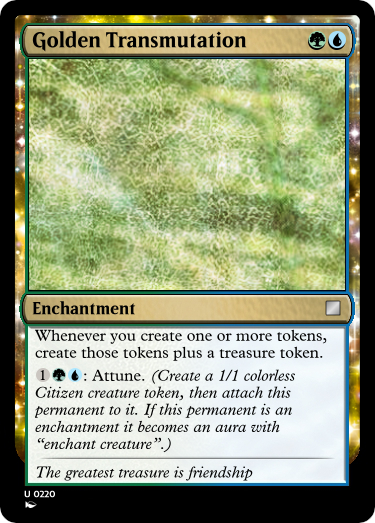 Golden Transmutation
Enchantment
Whenever you create one or more tokens,
create those tokens plus a treasure token.
1: Attune. (Create a 1/1 colorless
Citizen creature token, then attach this
permanent to it. If this permanent is an
enchantment it becomes an aura with
“enchant creature”.)
The greatest treasure is friendship
U 0220